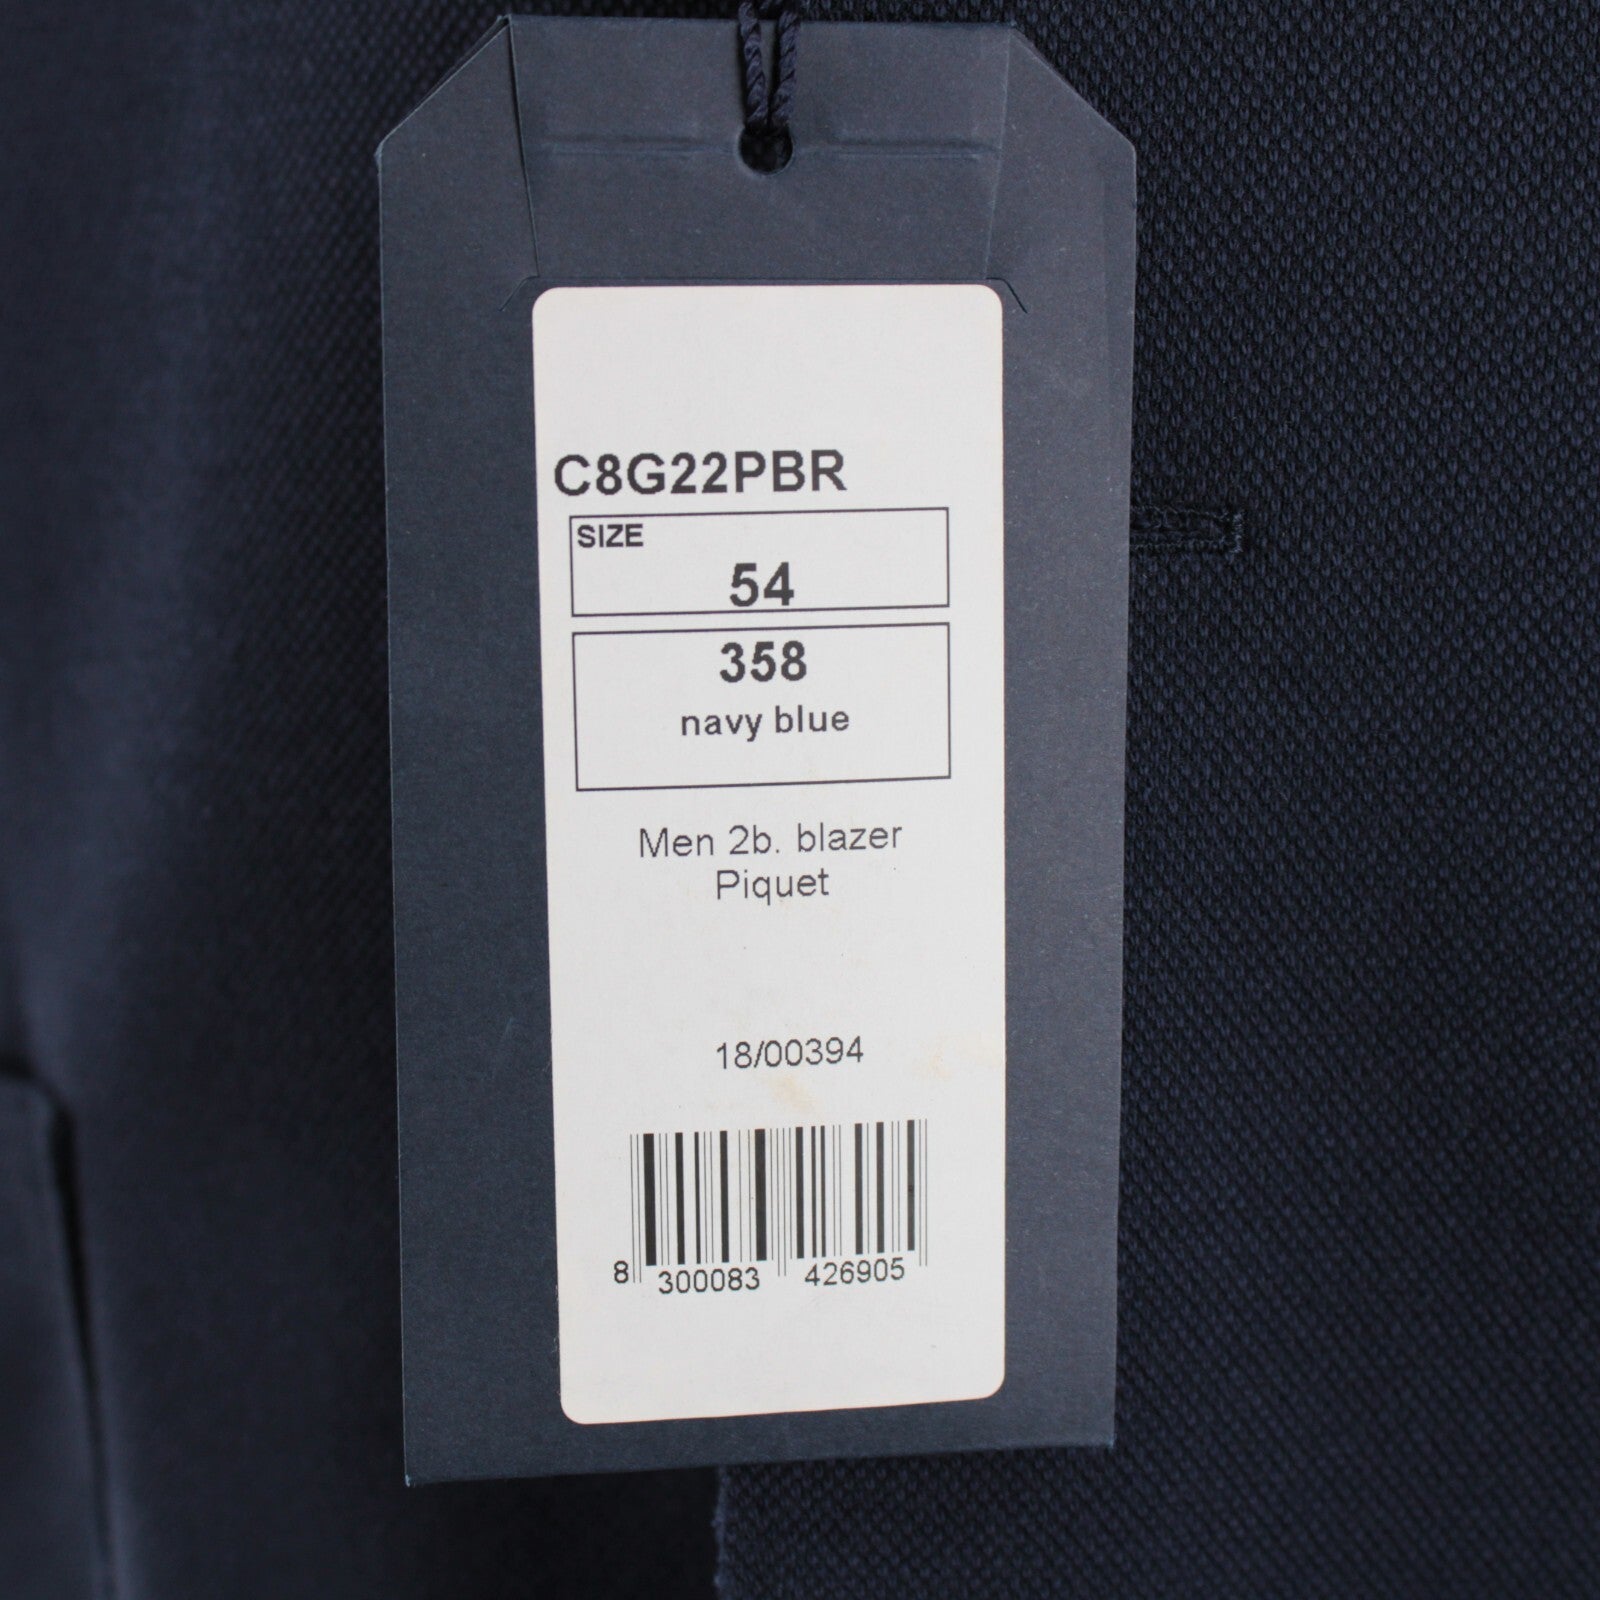 C8G22PBR
SIZE
54
358
navy blue
Men 2b. blazer
Piquet
18/00394
8 300083 426905